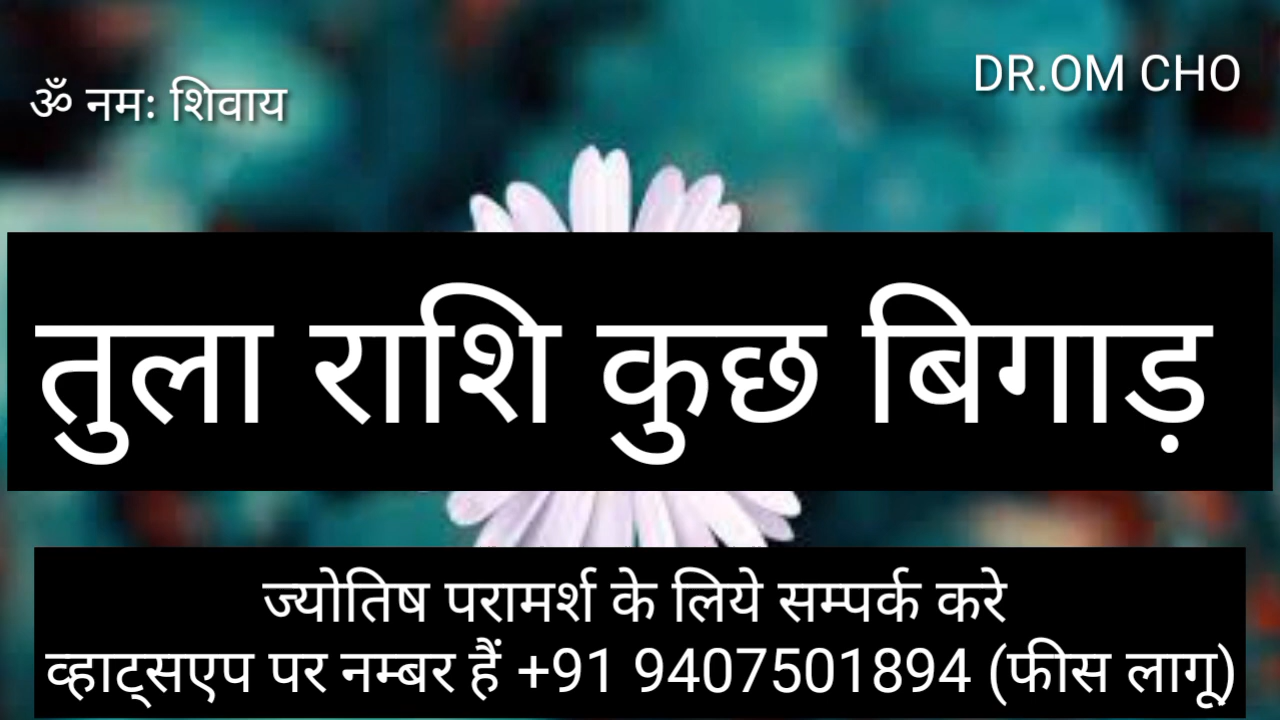 ॐ नमः शिवाय
DR.OM CHO
तुला राशि कुछ बिगाड़
ज्योतिष परामर्श के लिये सम्पर्क करे
व्हाट्सएप पर नम्बर हैं +91 9407501894 (फीस लागू)